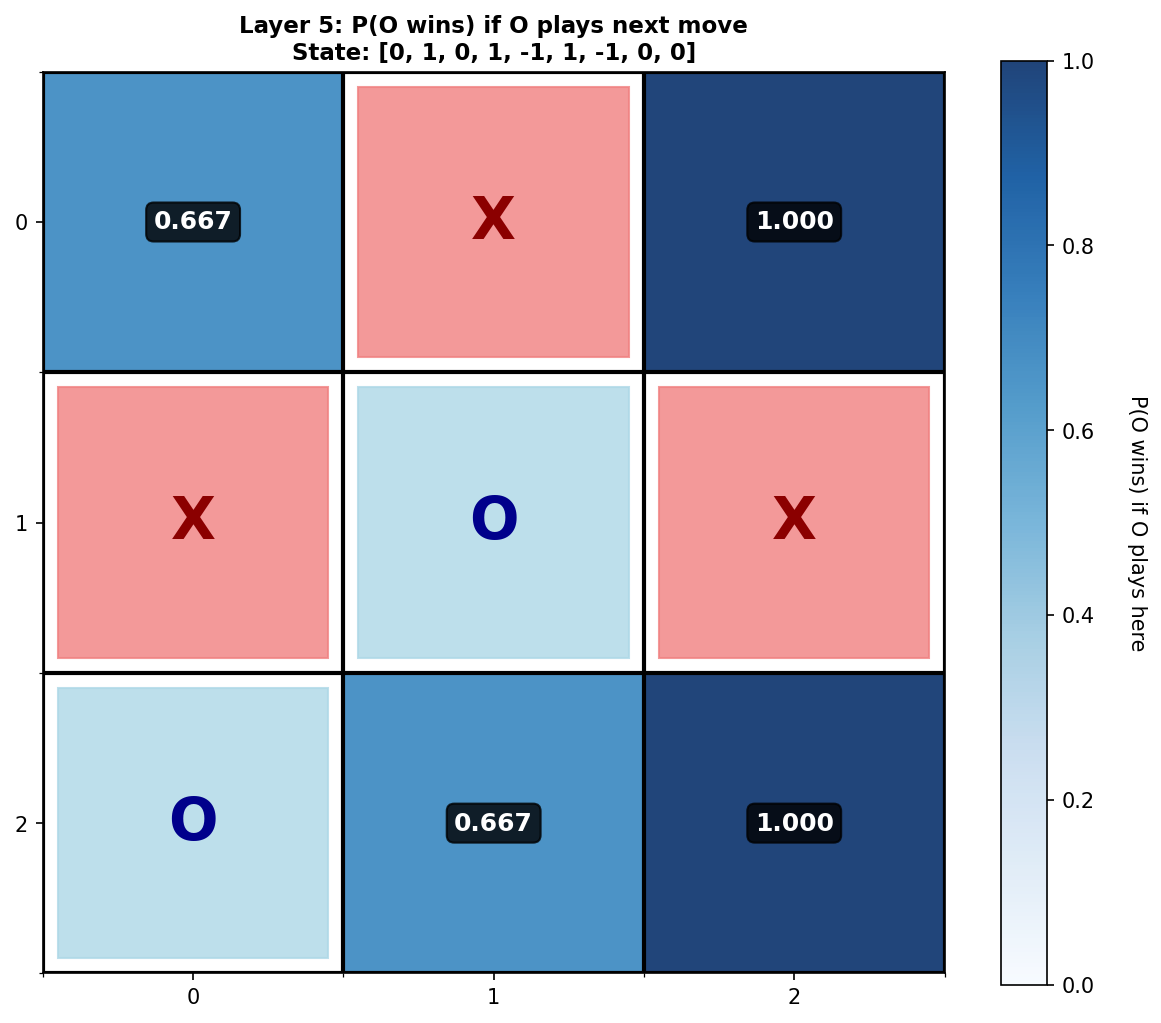 Layer 5: P(O wins) if O plays next move
State: [0, 1, 0, 1, -1, 1, -1, 0, 0]
0.667 X 1.000
X O X
O 0.667 1.000
0
1
2
0 1 2
1.0
0.8
0.6
0.4
0.2
0.0
P(O wins) if O plays here